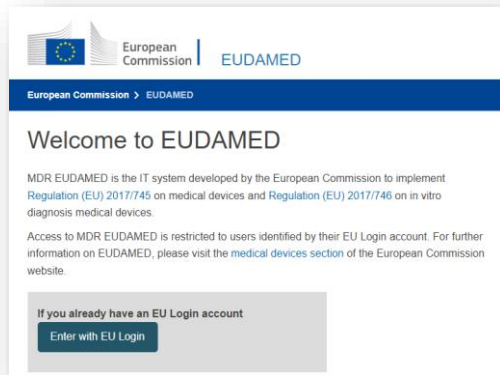 European
Commission
EUDAMED
European Commission > EUDAMED
Welcome to EUDAMED
MDR EUDAMED is the IT system developed by the European Commission to implement
Regulation (EU) 2017/745 on medical devices and Regulation (EU) 2017/746 on in vitro
diagnosis medical devices.
Access to MDR EUDAMED is restricted to users identified by their EU Login account. For further
information on EUDAMED, please visit the medical devices section of the European Commission
website.
If you already have an EU Login account
Enter with EU Login